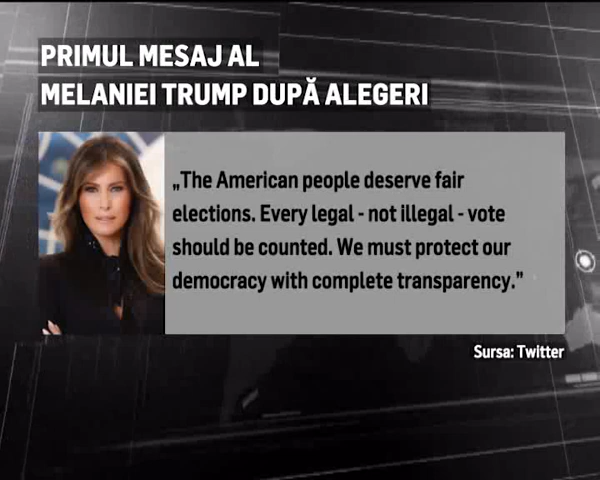 PRIMUL MESAJ AL
MELANIEI TRUMP DUPĂ ALEGERI
„The American people deserve fair
elections. Every legal - not illegal - vote
should be counted. We must protect our
democracy with complete transparency.”
Sursa: Twitter